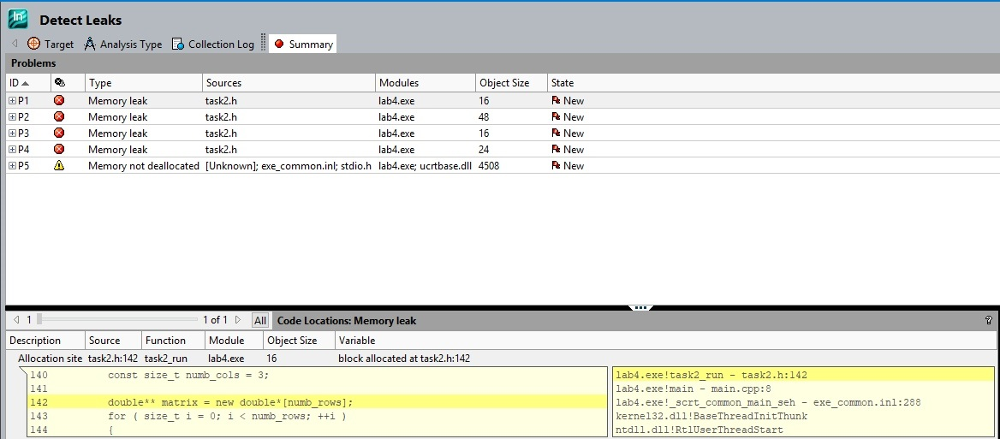 In Detect Leaks
Target Analysis Type Collection Log Summary
Problems
ID Type Sources Modules Object Size State
P1 Memory leak task2.h lab4.exe 16 New
P2 Memory leak task2.h lab4.exe 48 New
P3 Memory leak task2.h lab4.exe 16 New
P4 Memory leak task2.h lab4.exe 24 New
P5 Memory not deallocated [Unknown]; exe_common.inl; stdio.h lab4.exe; ucrtbase.dll 4508 New
1 1 of 1 All Code Locations: Memory leak ?
Description Source Function Module Object Size Variable
Allocation site task2.h:142 task2_run lab4.exe 16 block allocated at task2.h:142
140 const size_t numb_cols = 3; lab4.exe!task2_run - task2.h:142
141 lab4.exe!main - main.cpp:8
142 double** matrix = new double*[numb_rows]; lab4.exe!_scrt_common_main_seh - exe_common.inl:288
143 for ( size_t i = 0; i < numb_rows; ++i ) kernel32.dll!BaseThreadInitThunk
144 { ntdll.dll!RtlUserThreadStart